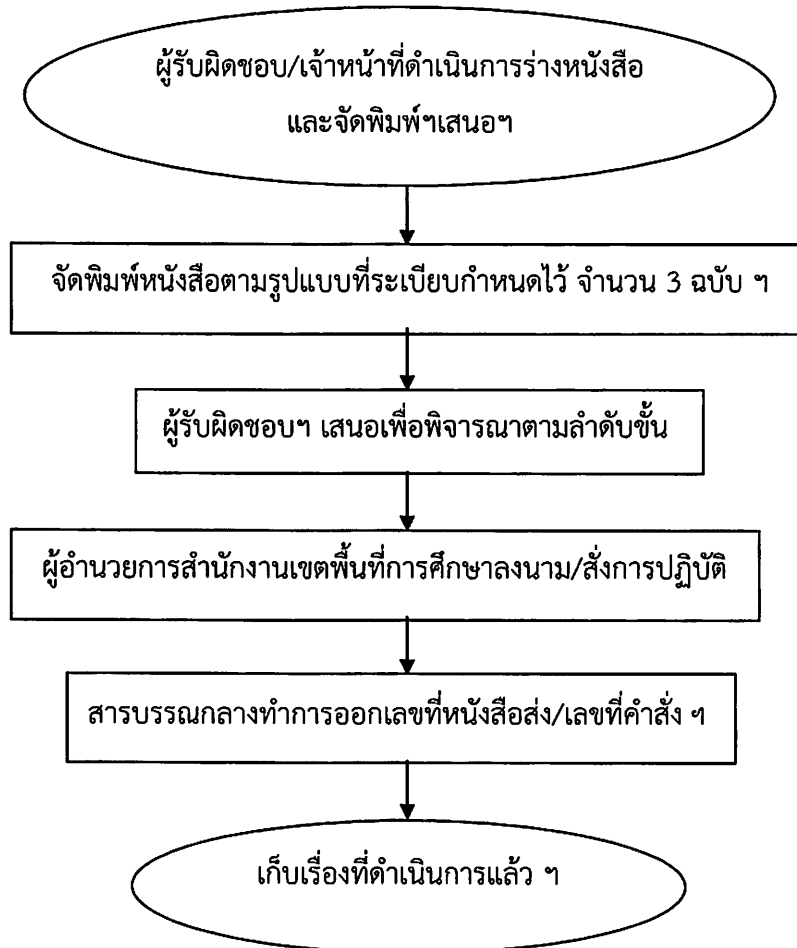 ผู้รับผิดชอบ/เจ้าหน้าที่ดำเนินการร่างหนังสือ
และจัดพิมพ์ฯเสนอฯ
จัดพิมพ์หนังสือตามรูปแบบที่ระเบียบกำหนดไว้ จำนวน 3 ฉบับ ฯ
ผู้รับผิดชอบฯ เสนอเพื่อพิจารณาตามลำดับขั้น
ผู้อำนวยการสำนักงานเขตพื้นที่การศึกษาลงนาม/สั่งการปฏิบัติ
สารบรรณกลางทำการออกเลขที่หนังสือส่ง/เลขที่คำสั่ง ฯ
เก็บเรื่องที่ดำเนินการแล้ว ฯ